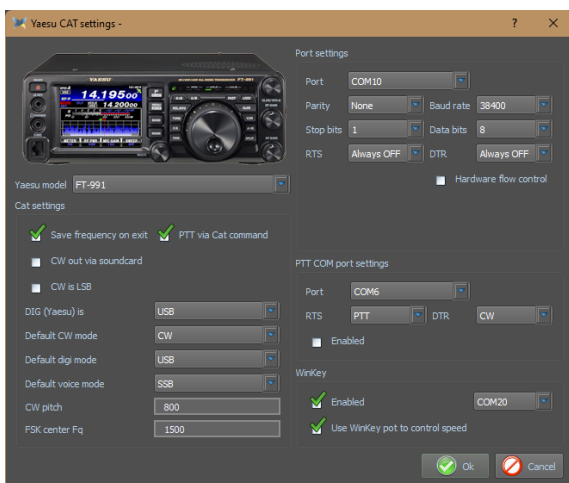 Yaesu CAT settings -
YAESU
FT-991
14.195.00
14.200.00
Yaesu model FT-991
Cat settings
Save frequency on exit PTT via Cat command
CW out via soundcard
CW is LSB
DIG (Yaesu) is USB
Default CW mode CW
Default digi mode USB
Default voice mode SSB
CW pitch 800
FSK center Fq 1500
Port settings
Port COM10
Parity None Baud rate 38400
Stop bits 1 Data bits 8
RTS Always OFF DTR Always OFF
Hardware flow control
PTT COM port settings
Port COM6
RTS PTT DTR CW
Enabled
WinKey
Enabled COM20
Use WinKey pot to control speed
Ok Cancel